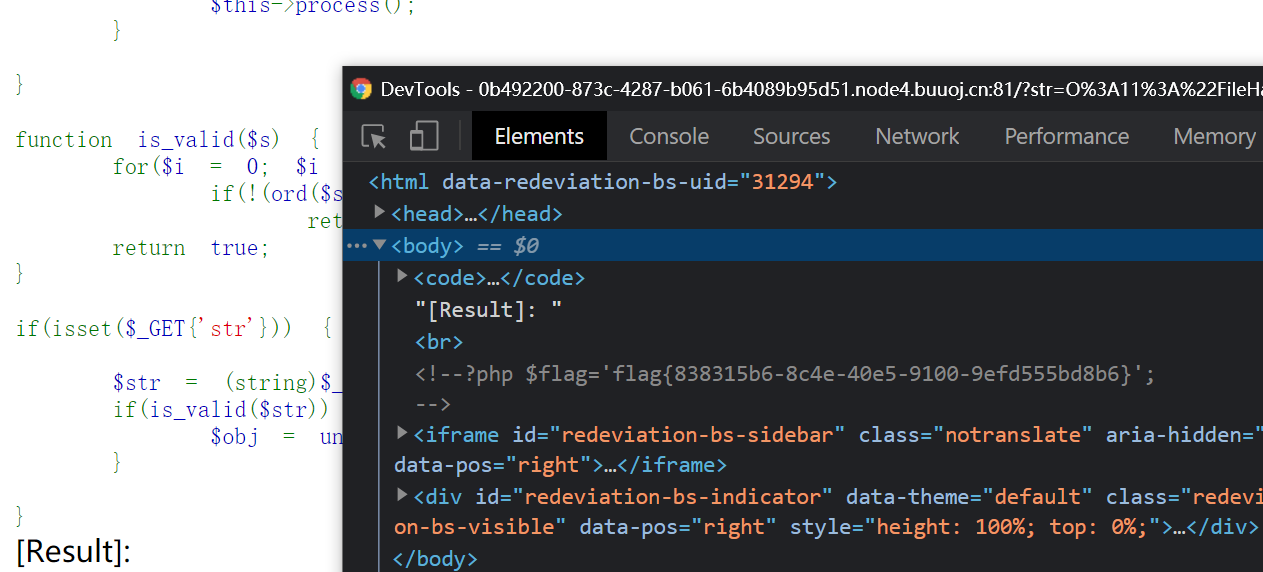 $this->process();
}
}
function is_valid($s) {
for($i = 0; $i
if(!(ord($s
ret
return true;
}
if(isset($_GET{'str'})) {
$str = (string)$_
if(is_valid($str))
$obj = un
}
}
[Result]:
DevTools - 0b492200-873c-4287-b061-6b4089b95d51.node4.buuoj.cn:81/?str=O%3A11%3A%22FileHa
Elements Console Sources Network Performance Memory
<html data-redeviation-bs-uid="31294">
<head>…</head>
<body> == $0
<code>…</code>
"[Result]: "
<br>
<!--?php $flag='flag{838315b6-8c4e-40e5-9100-9efd555bd8b6}';
-->
<iframe id="redeviation-bs-sidebar" class="notranslate" aria-hidden="
data-pos="right">…</iframe>
<div id="redeviation-bs-indicator" data-theme="default" class="redevi
on-bs-visible" data-pos="right" style="height: 100%; top: 0%;">…</div>
</body>